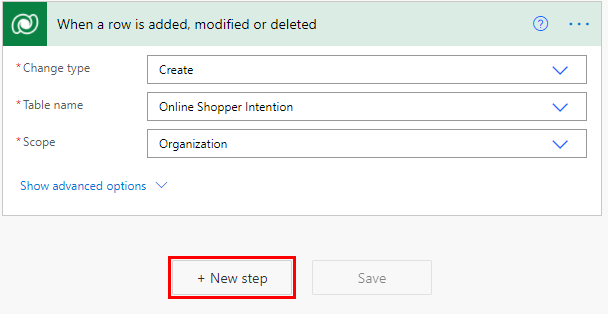 When a row is added, modified or deleted
* Change type
Create
* Table name
Online Shopper Intention
* Scope
Organization
Show advanced options
+ New step
Save